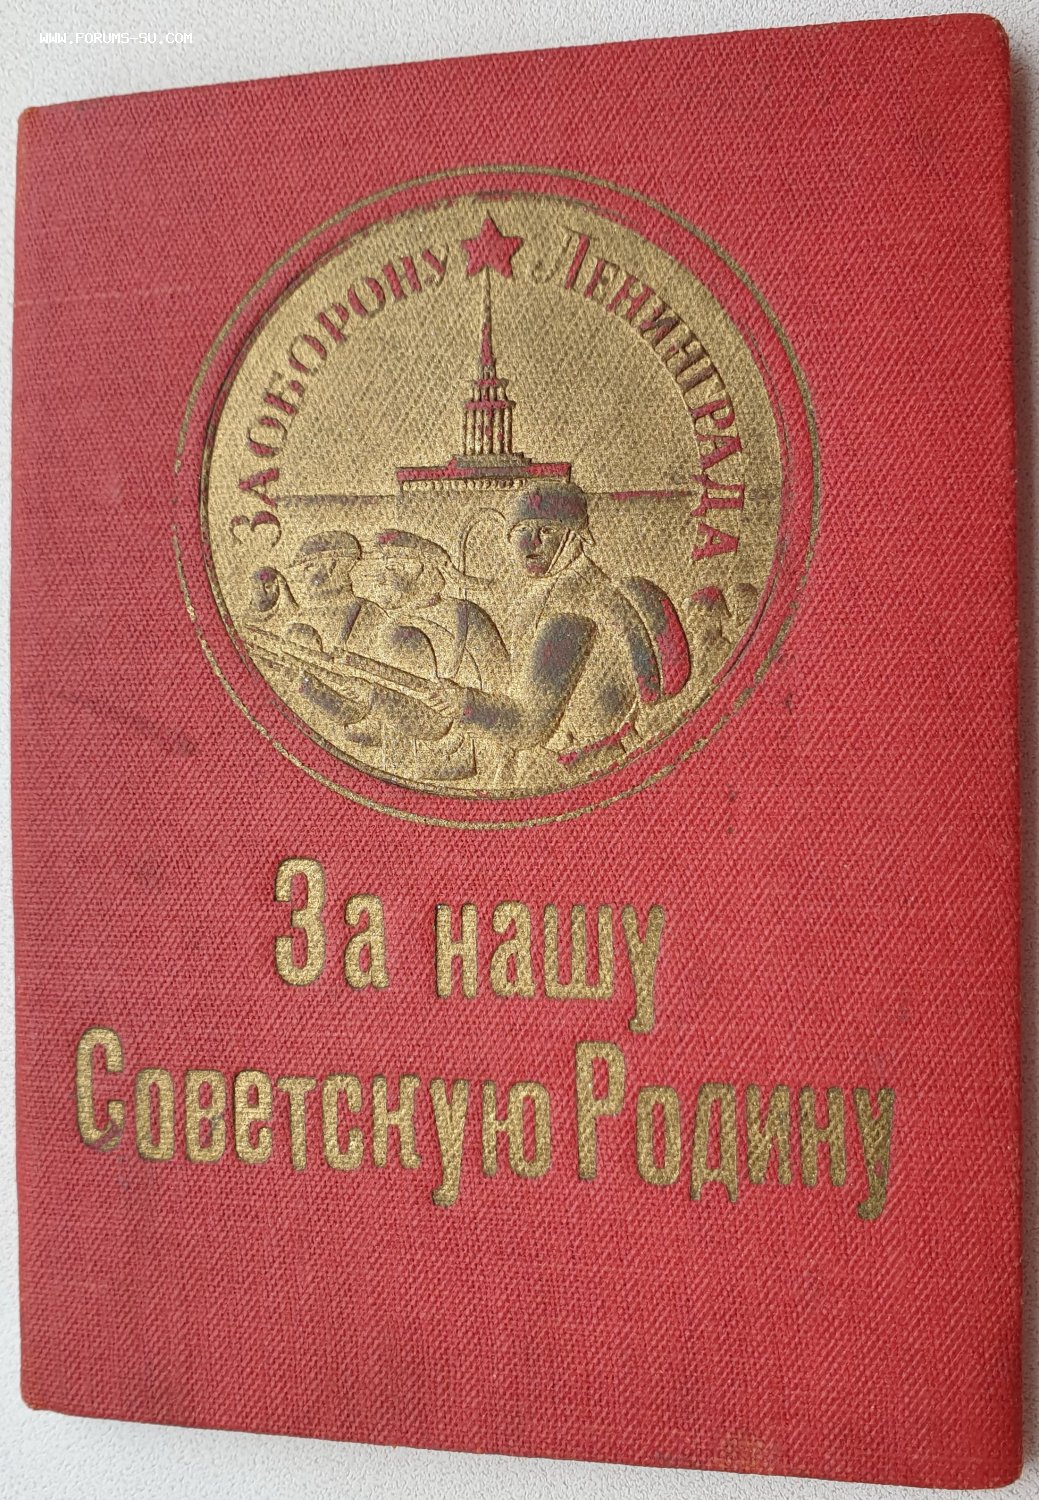 WWW.FORUMS-SU.COM
ЗА ОБОРОНУ ЛЕНИНГРАДА
За нашу
Советскую Родину